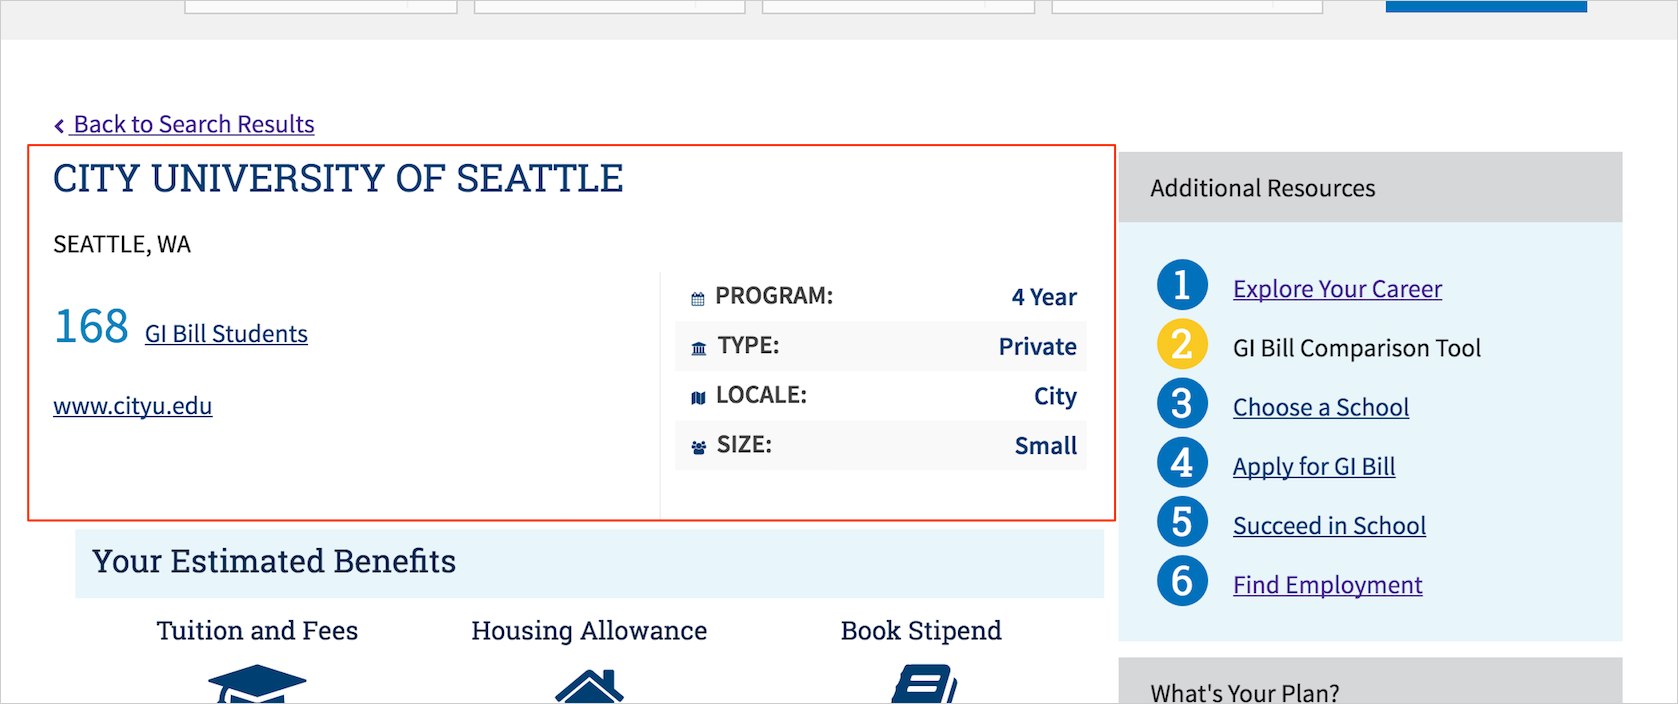 Back to Search Results
CITY UNIVERSITY OF SEATTLE
SEATTLE, WA
168 GI Bill Students
www.cityu.edu
PROGRAM: 4 Year
TYPE: Private
LOCALE: City
SIZE: Small
Your Estimated Benefits
Tuition and Fees
Housing Allowance
Book Stipend
Additional Resources
1 Explore Your Career
2 GI Bill Comparison Tool
3 Choose a School
4 Apply for GI Bill
5 Succeed in School
6 Find Employment
What's Your Plan?